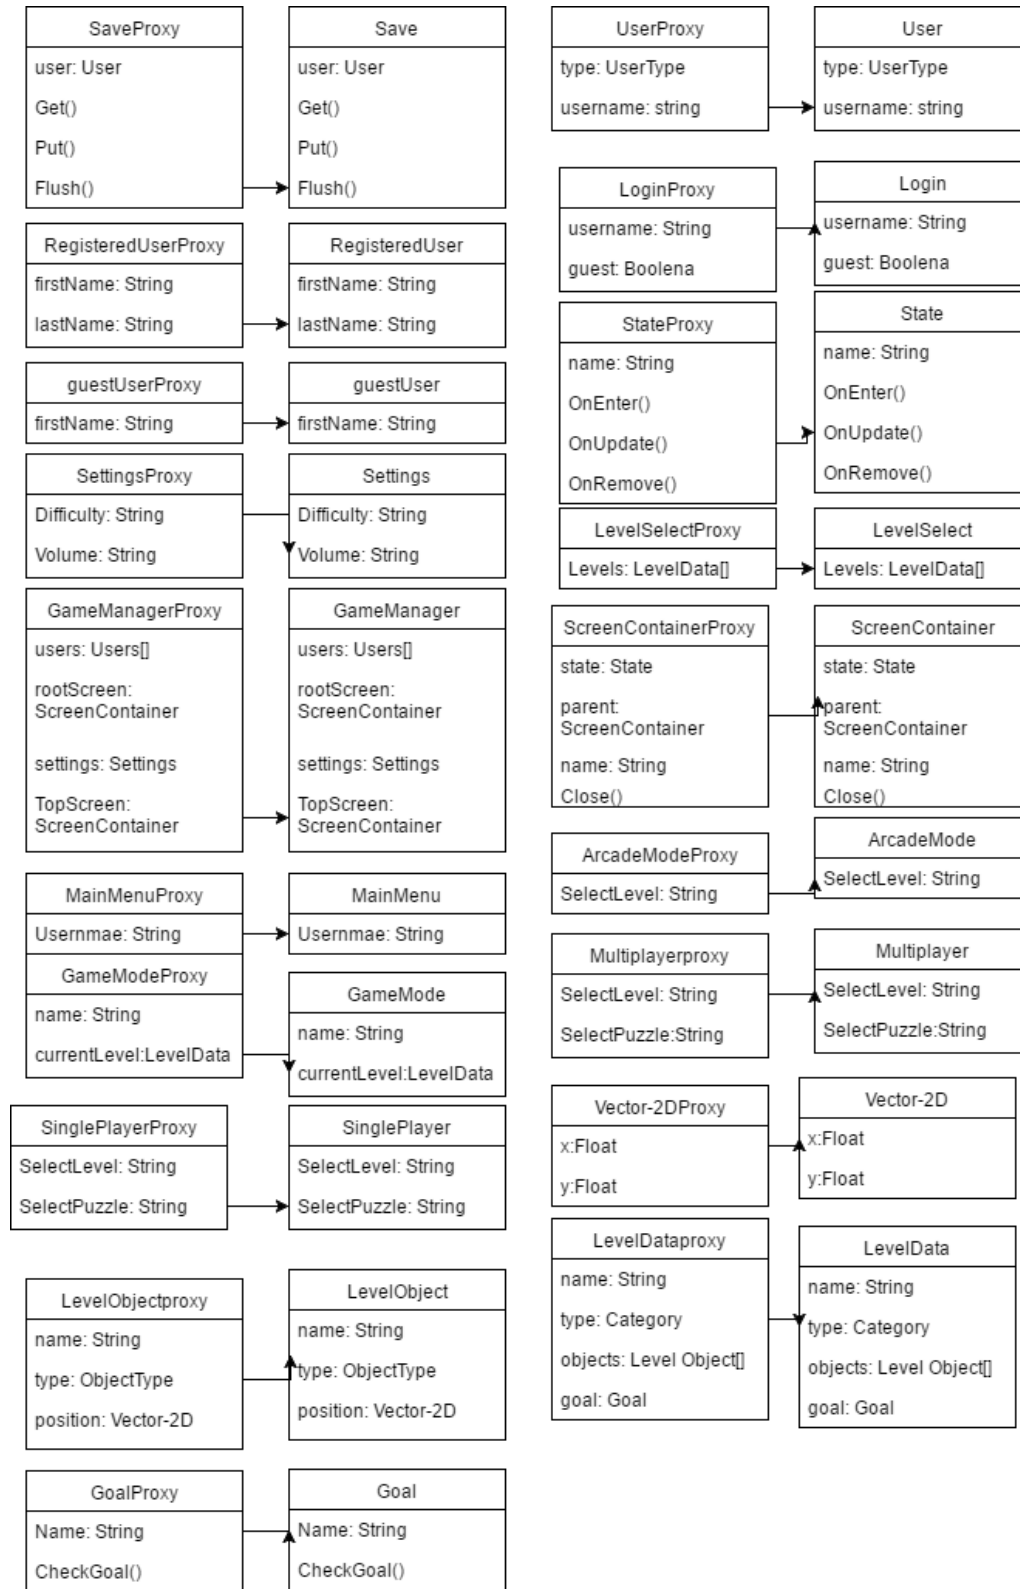 SaveProxy
user: User
Get()
Put()
Flush()
Save
user: User
Get()
Put()
Flush()
RegisteredUserProxy
firstName: String
lastName: String
RegisteredUser
firstName: String
lastName: String
guestUserProxy
firstName: String
guestUser
firstName: String
SettingsProxy
Difficulty: String
Volume: String
Settings
Difficulty: String
Volume: String
GameManagerProxy
users: Users[]
rootScreen:
ScreenContainer
settings: Settings
TopScreen:
ScreenContainer
GameManager
users: Users[]
rootScreen:
ScreenContainer
settings: Settings
TopScreen:
ScreenContainer
MainMenuProxy
Usernmae: String
MainMenu
Usernmae: String
GameModeProxy
name: String
currentLevel:LevelData
GameMode
name: String
currentLevel:LevelData
SinglePlayerProxy
SelectLevel: String
SelectPuzzle: String
SinglePlayer
SelectLevel: String
SelectPuzzle: String
LevelObjectproxy
name: String
type: ObjectType
position: Vector-2D
LevelObject
name: String
type: ObjectType
position: Vector-2D
GoalProxy
Name: String
CheckGoal()
Goal
Name: String
CheckGoal()
UserProxy
type: UserType
username: string
User
type: UserType
username: string
LoginProxy
username: String
guest: Boolena
Login
username: String
guest: Boolena
StateProxy
name: String
OnEnter()
OnUpdate()
OnRemove()
State
name: String
OnEnter()
OnUpdate()
OnRemove()
LevelSelectProxy
Levels: LevelData[]
LevelSelect
Levels: LevelData[]
ScreenContainerProxy
state: State
parent:
ScreenContainer
name: String
Close()
ScreenContainer
state: State
parent:
ScreenContainer
name: String
Close()
ArcadeModeProxy
SelectLevel: String
ArcadeMode
SelectLevel: String
Multiplayerproxy
SelectLevel: String
SelectPuzzle:String
Multiplayer
SelectLevel: String
SelectPuzzle:String
Vector-2DProxy
x:Float
y:Float
Vector-2D
x:Float
y:Float
LevelDataproxy
name: String
type: Category
objects: Level Object[]
goal: Goal
LevelData
name: String
type: Category
objects: Level Object[]
goal: Goal